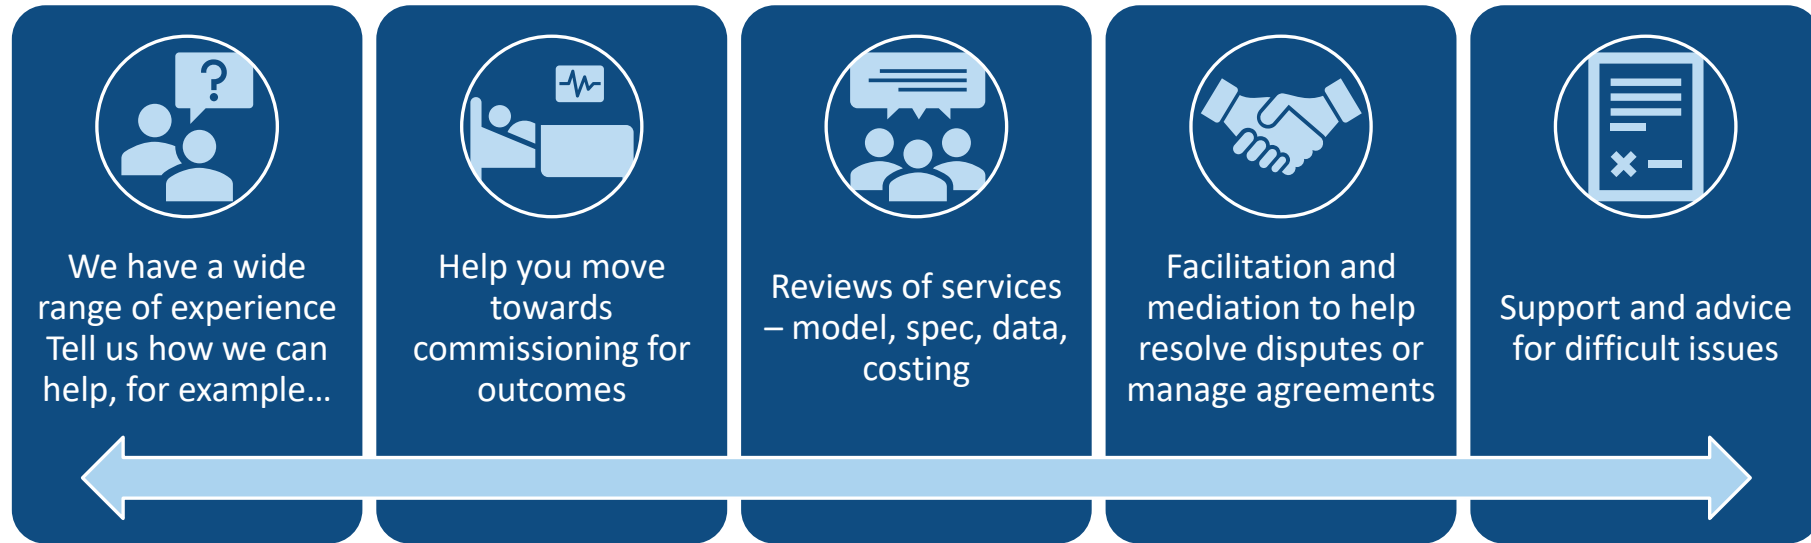 ?
We have a wide
range of experience
Tell us how we can
help, for example…
Help you move
towards
commissioning for
outcomes
Reviews of services
– model, spec, data,
costing
Facilitation and
mediation to help
resolve disputes or
manage agreements
Support and advice
for difficult issues